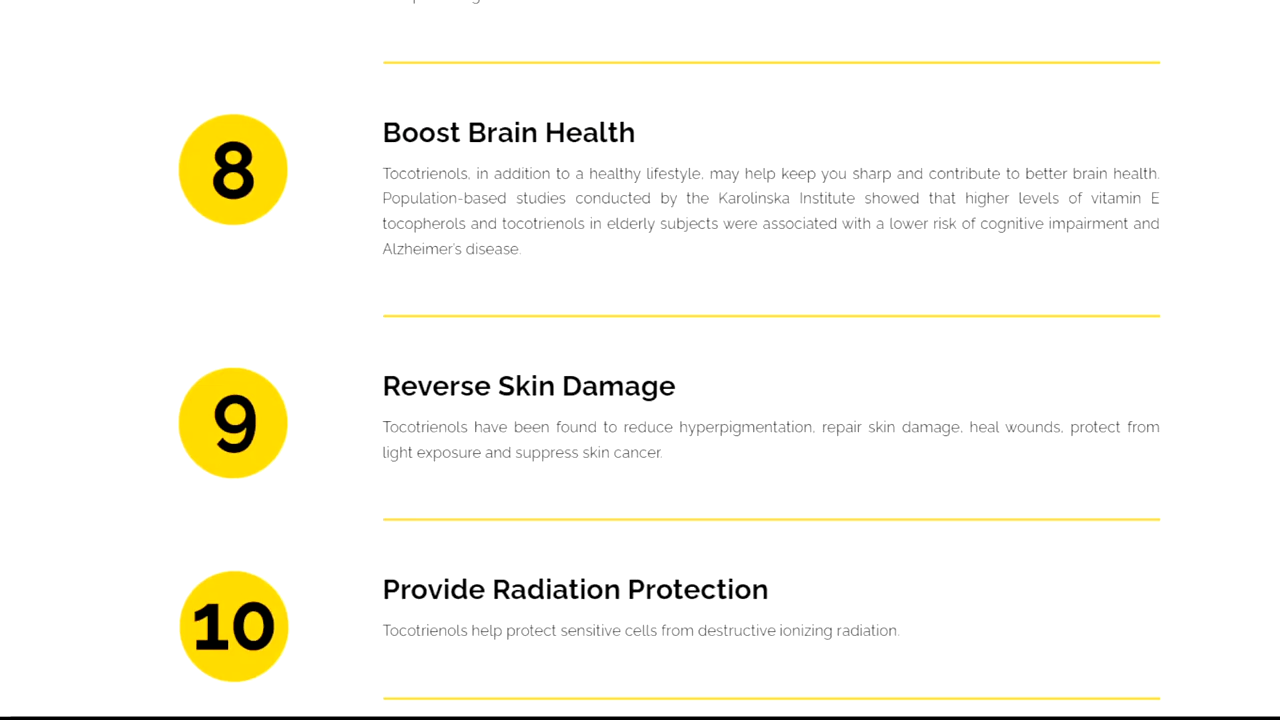 8
Boost Brain Health
Tocotrienols, in addition to a healthy lifestyle, may help keep you sharp and contribute to better brain health.
Population-based studies conducted by the Karolinska Institute showed that higher levels of vitamin E
tocopherols and tocotrienols in elderly subjects were associated with a lower risk of cognitive impairment and
Alzheimer's disease.
9
Reverse Skin Damage
Tocotrienols have been found to reduce hyperpigmentation, repair skin damage, heal wounds, protect from
light exposure and suppress skin cancer.
10
Provide Radiation Protection
Tocotrienols help protect sensitive cells from destructive ionizing radiation.